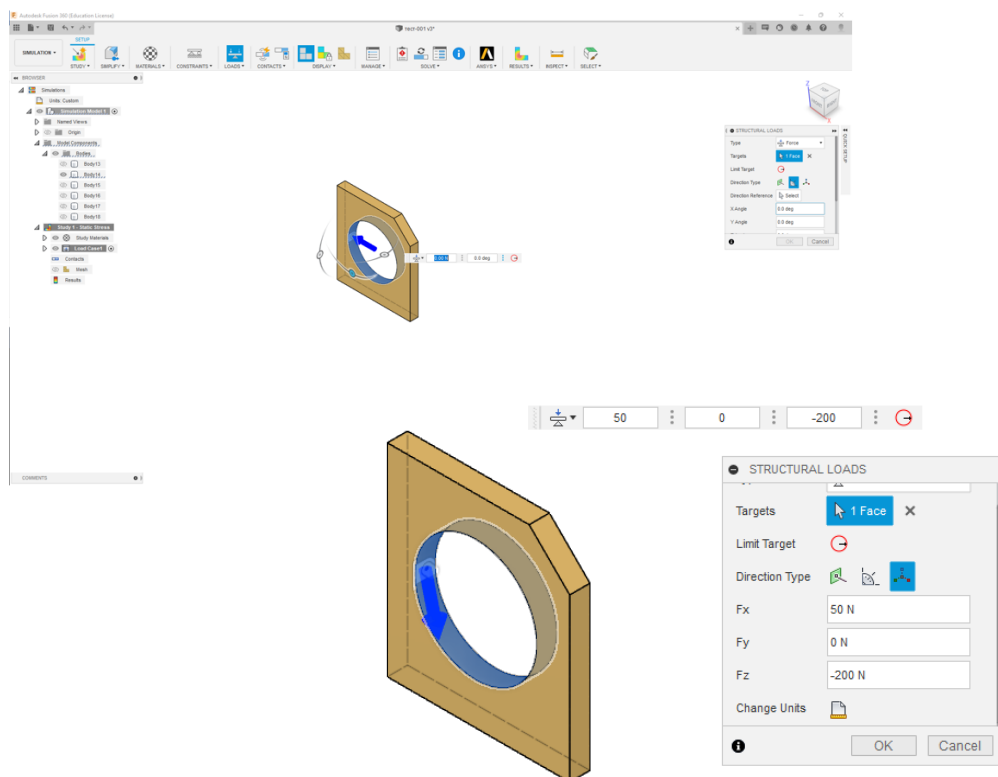 Autodesk Fusion 360 (Education License)
test-001 v3*
SETUP
SIMULATION
STUDY
SIMPLIFY
MATERIALS
CONSTRAINTS
LOADS
CONTACTS
DISPLAY
MANAGE
SOLVE
ANSYS
RESULTS
INSPECT
SELECT
BROWSER
Simulations
Units: Custom
Simulation Model 1
Named Views
Origin
Model Components
Bodies
Body13
Body14
Body15
Body16
Body17
Body18
Study 1 - Static Stress
Study Materials
Load Case1
Contacts
Mesh
Results
COMMENTS
Z
X
STRUCTURAL LOADS
QUICK SETUP
Type
Force
Targets
1 Face
Limit Target
Direction Type
Direction Reference
Select
X Angle
0.0 deg
Y Angle
0.0 deg
OK
Cancel
0.00 N
0.0 deg
50
0
-200
STRUCTURAL LOADS
Targets
1 Face
Limit Target
Direction Type
Fx
50 N
Fy
0 N
Fz
-200 N
Change Units
OK
Cancel